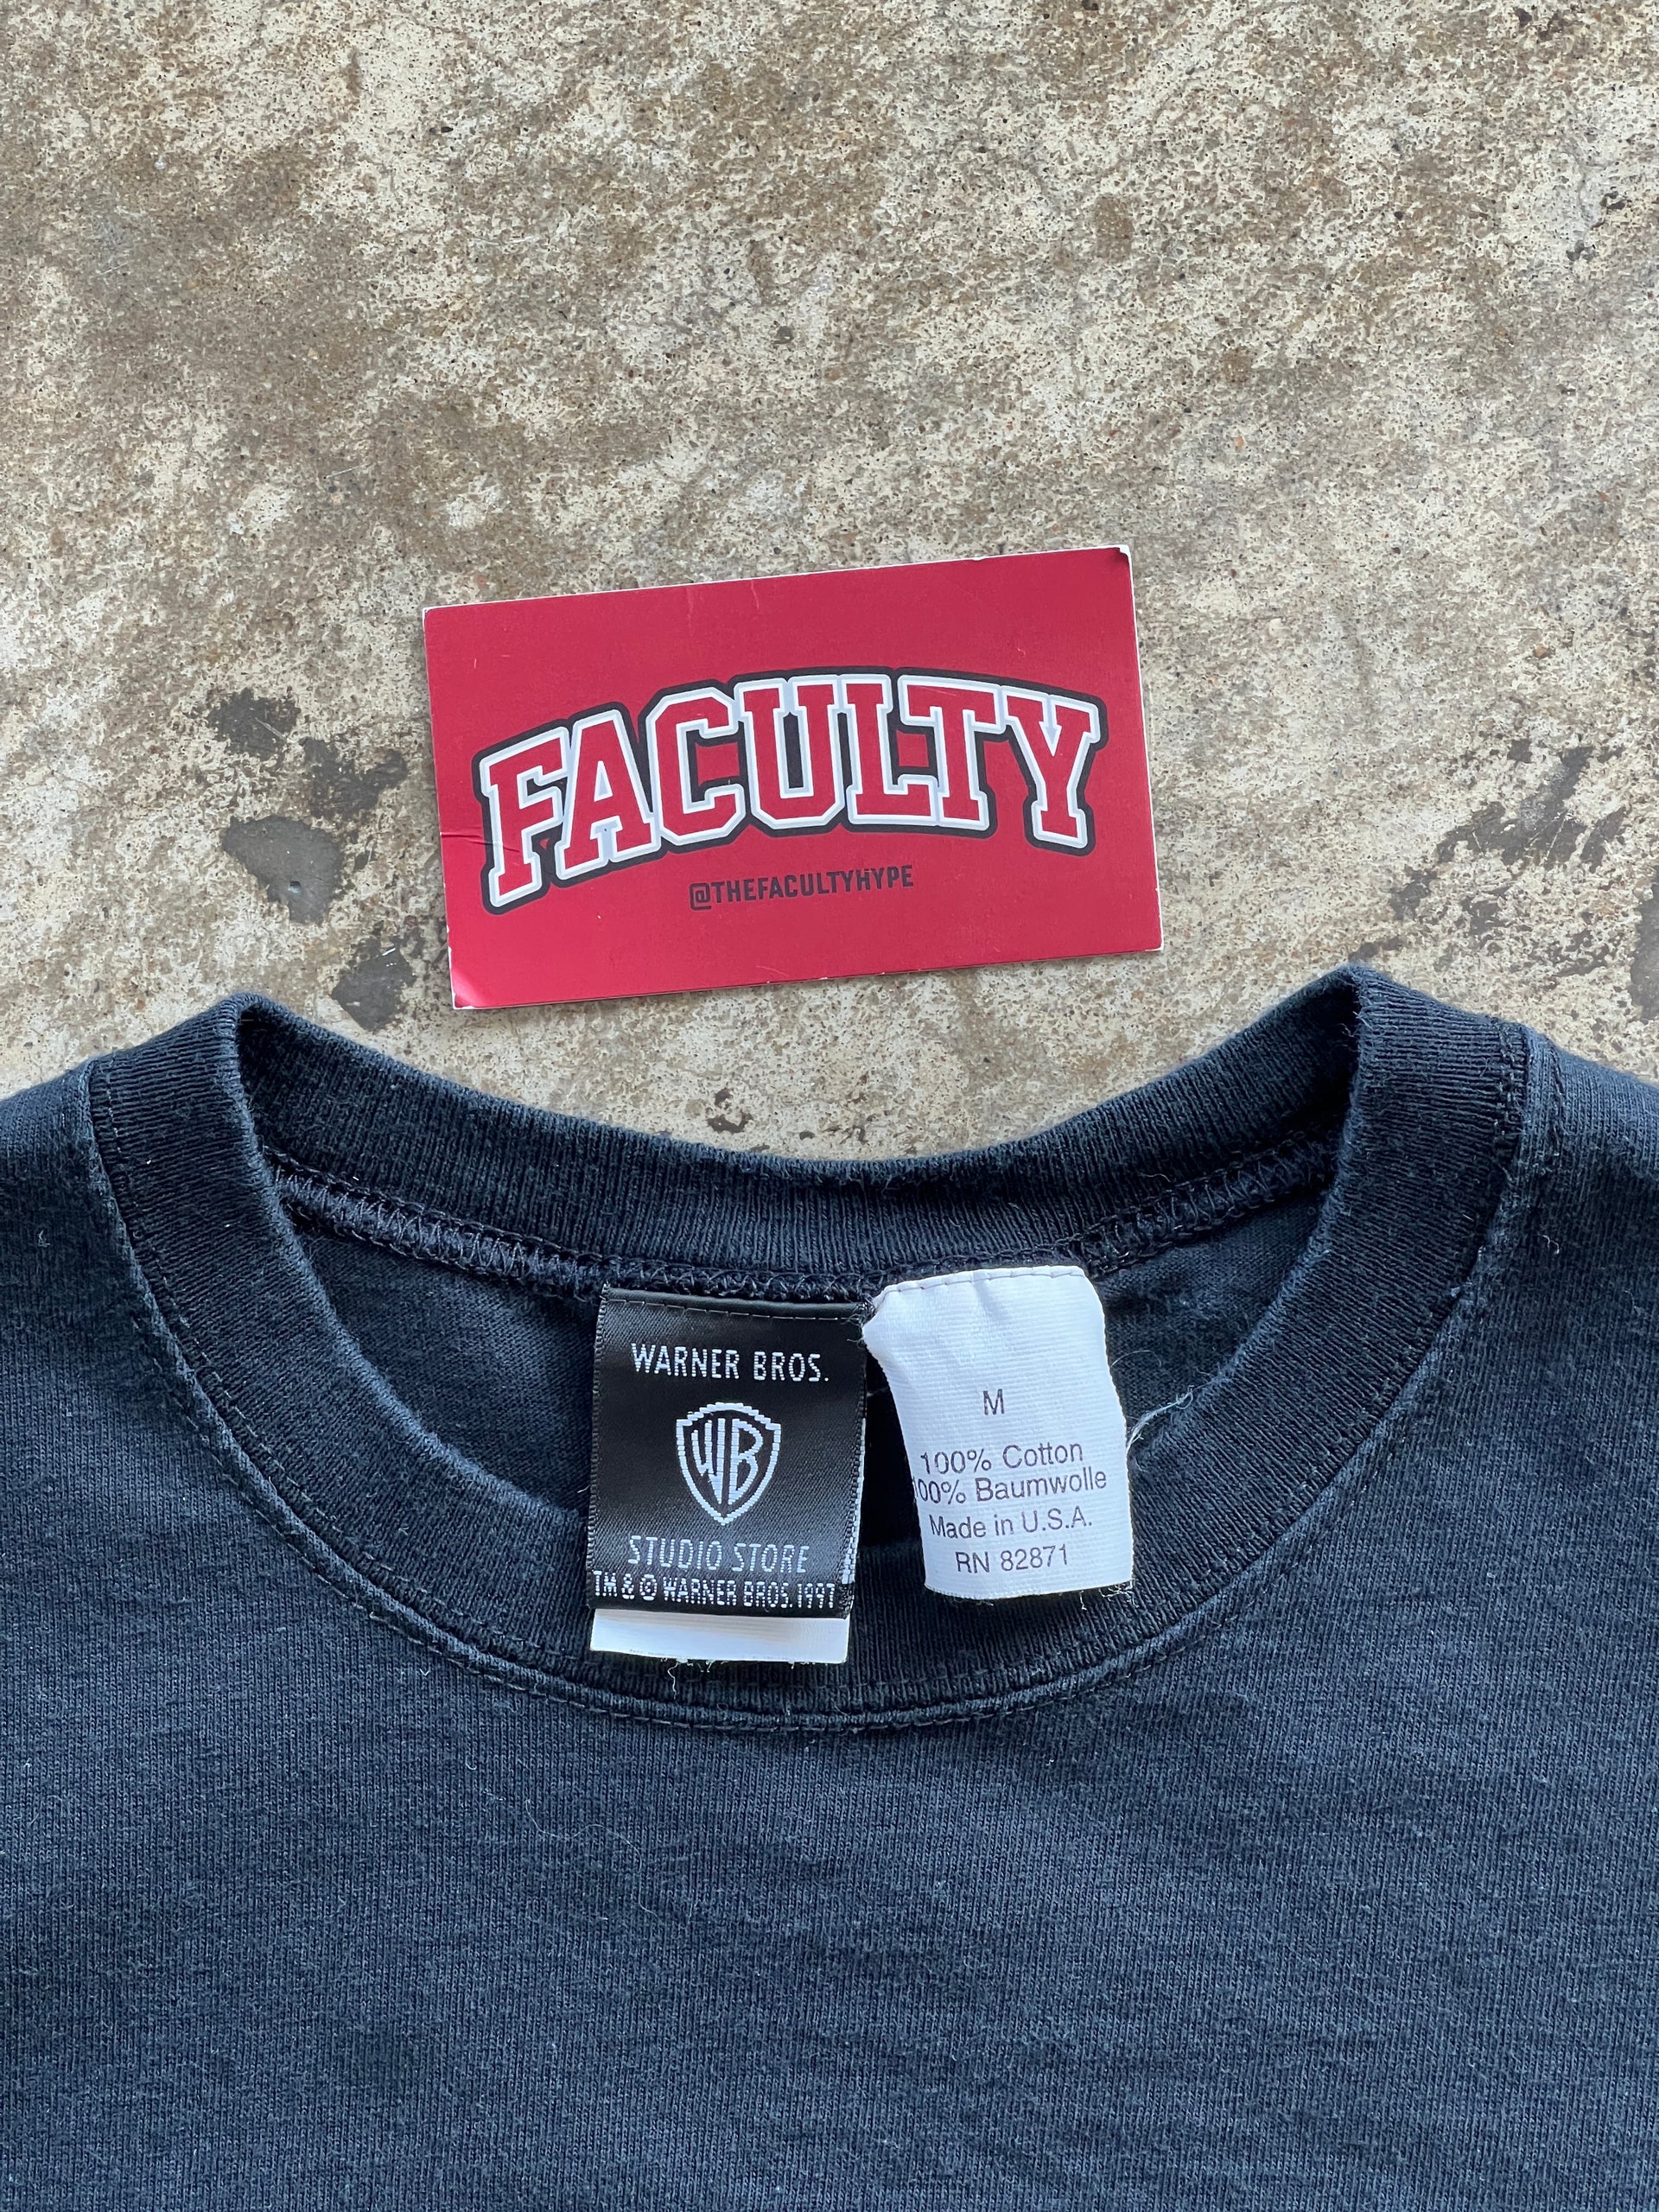 FACULTY
@THEFACULTYHYPE
WARNER BROS.
WB
STUDIO STORE
TM & © WARNER BROS. 1997
M
100% Cotton
100% Baumwolle
Made in U.S.A.
RN 82871